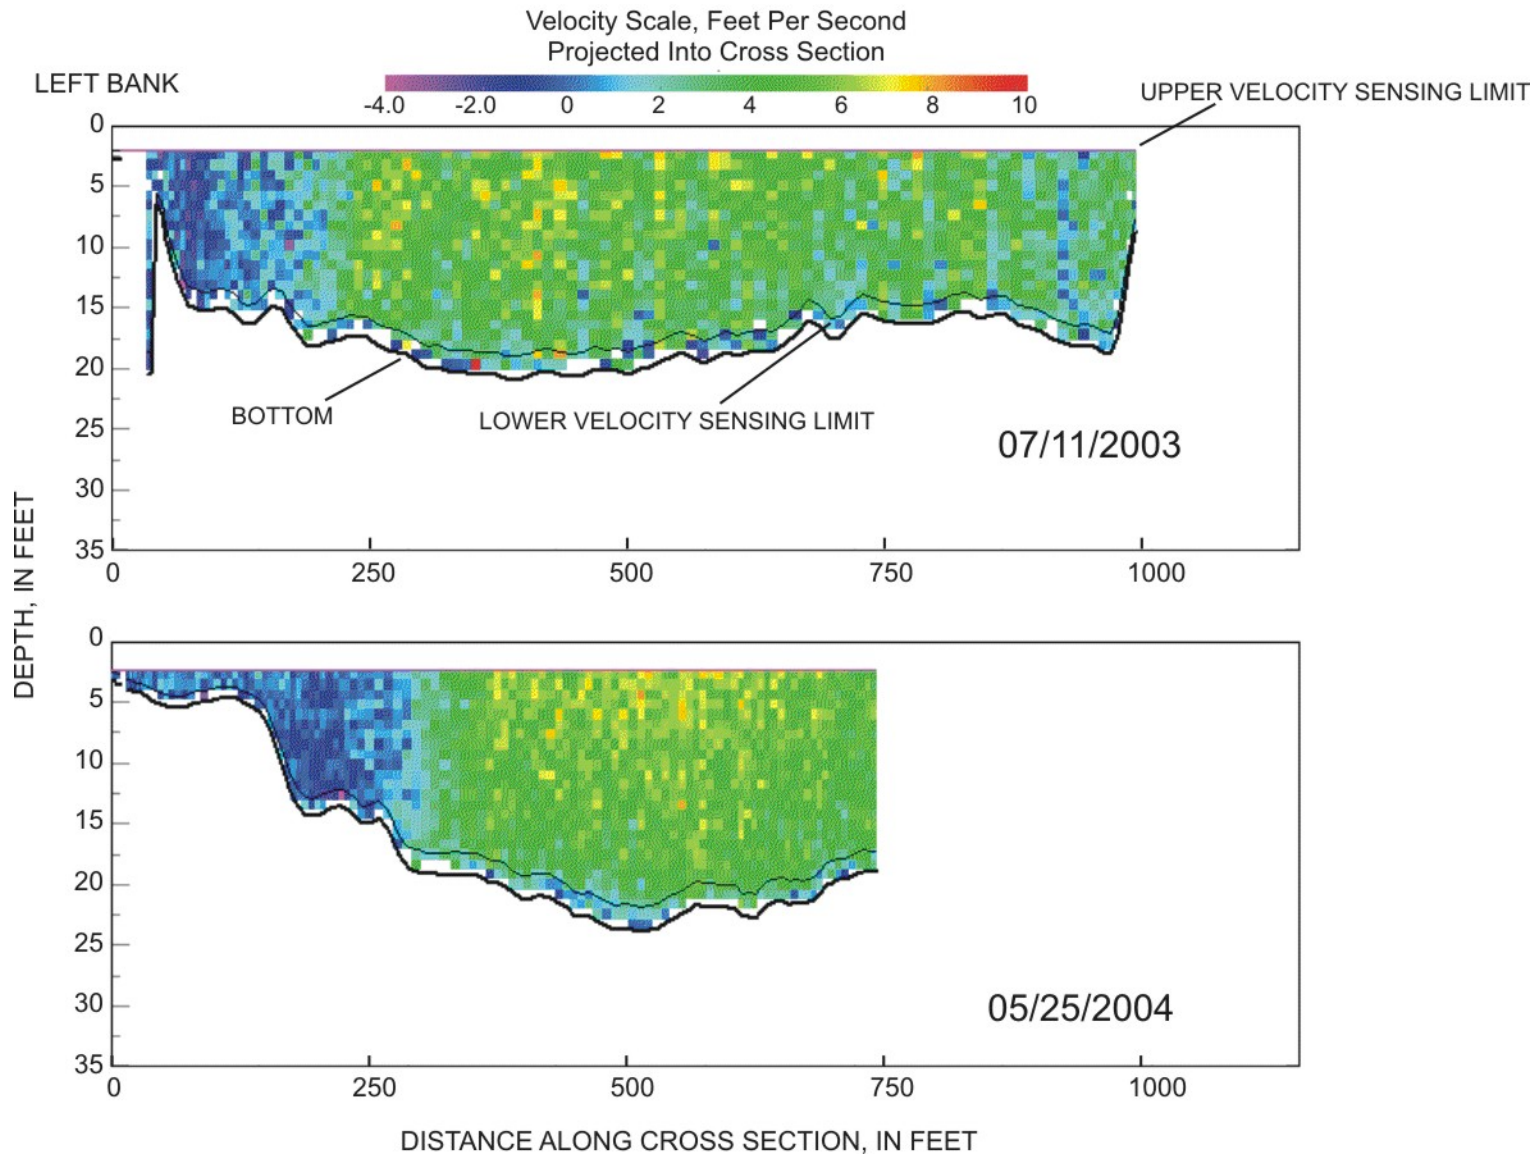 Velocity Scale, Feet Per Second
Projected Into Cross Section
LEFT BANK
-4.0 -2.0 0 2 4 6 8 10
UPPER VELOCITY SENSING LIMIT
0
5
10
15
20
25
30
35
BOTTOM
LOWER VELOCITY SENSING LIMIT
07/11/2003
0 250 500 750 1000
DEPTH, IN FEET
0
5
10
15
20
25
30
35
05/25/2004
0 250 500 750 1000
DISTANCE ALONG CROSS SECTION, IN FEET